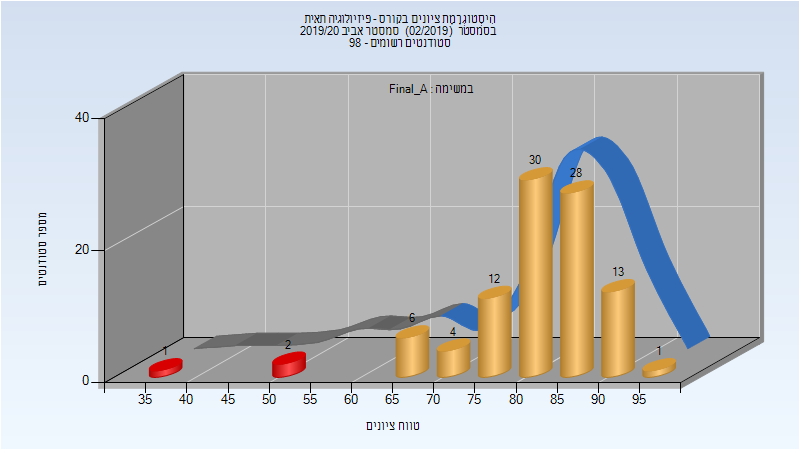 היסטוגרמת ציונים בקורס - פיזיולוגיה תאית
בסמסטר (02/2019) סמסטר אביב 2019/20
סטודנטים רשומים - 98
במשימה : Final_A
40
20
0
מספר סטודנטים
1
2
6
4
12
30
28
13
1
35 40 45 50 55 60 65 70 75 80 85 90 95
טווח ציונים